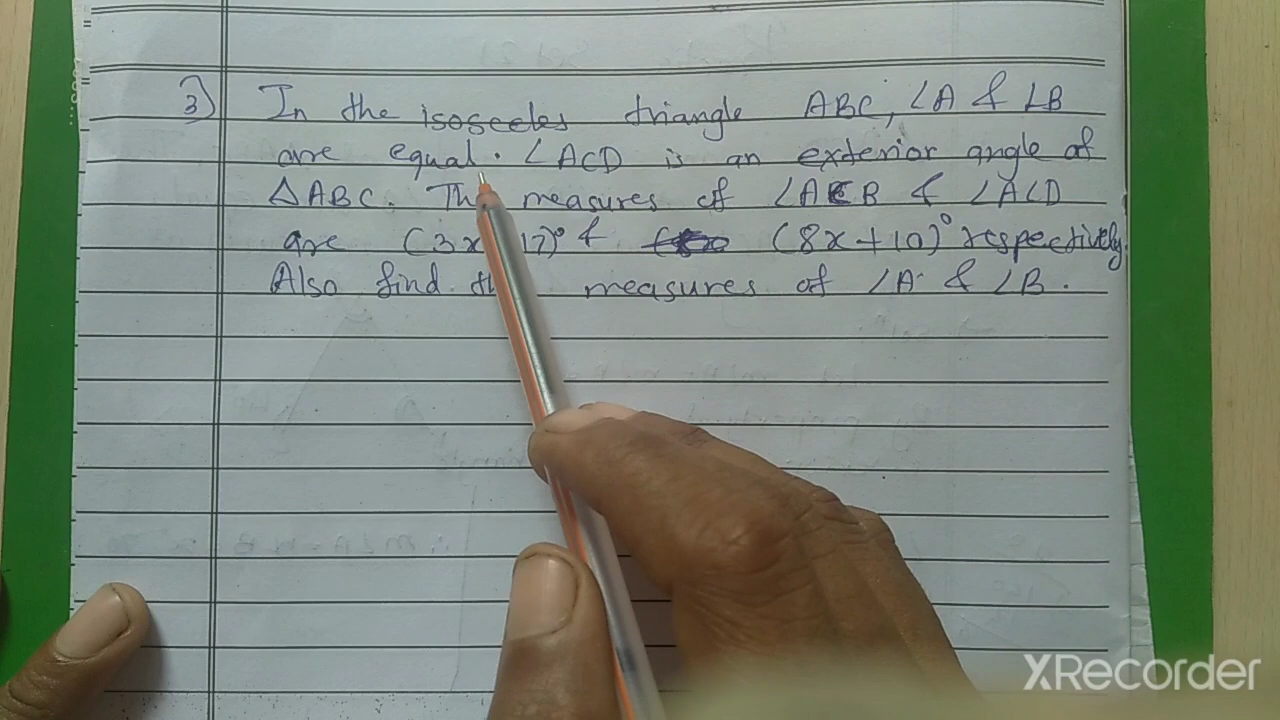 3) In the isosceles triangle ABC, ∠A & ∠B
are equal. ∠ACD is an exterior angle of
△ABC. The measures of ∠ACB & ∠ACD
are (3x 17)° & (8x+10)° respectively.
Also find measures of ∠A & ∠B.
XRecorder